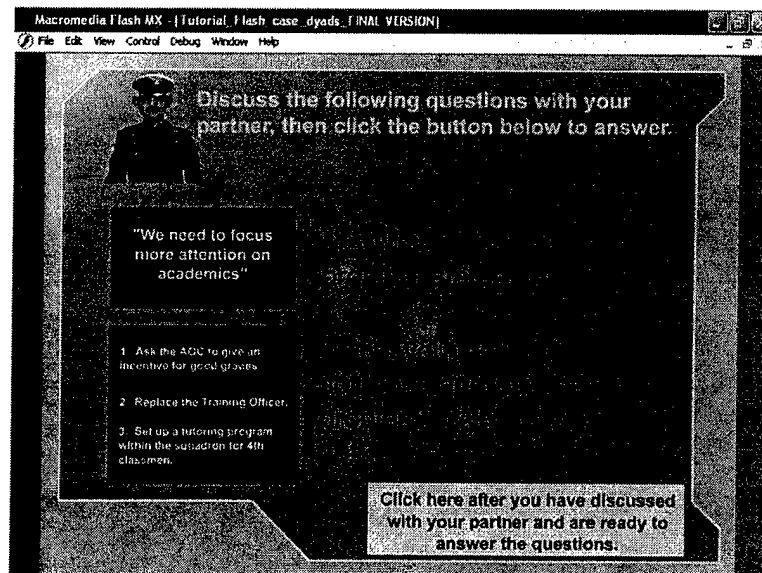 Macromedia Flash MX - [Tutorial_Flash_case_dyads_FINAL VERSION]
File Edit View Control Debug Window Help
Discuss the following questions with your
partner, then click the button below to answer.
"We need to focus
more attention on
academics"
1. Ask the AOC to give an
incentive for good grades.
2. Replace the Training Officer.
3. Set up a tutoring program
within the squadron for 4th
classmen.
Click here after you have discussed
with your partner and are ready to
answer the questions.